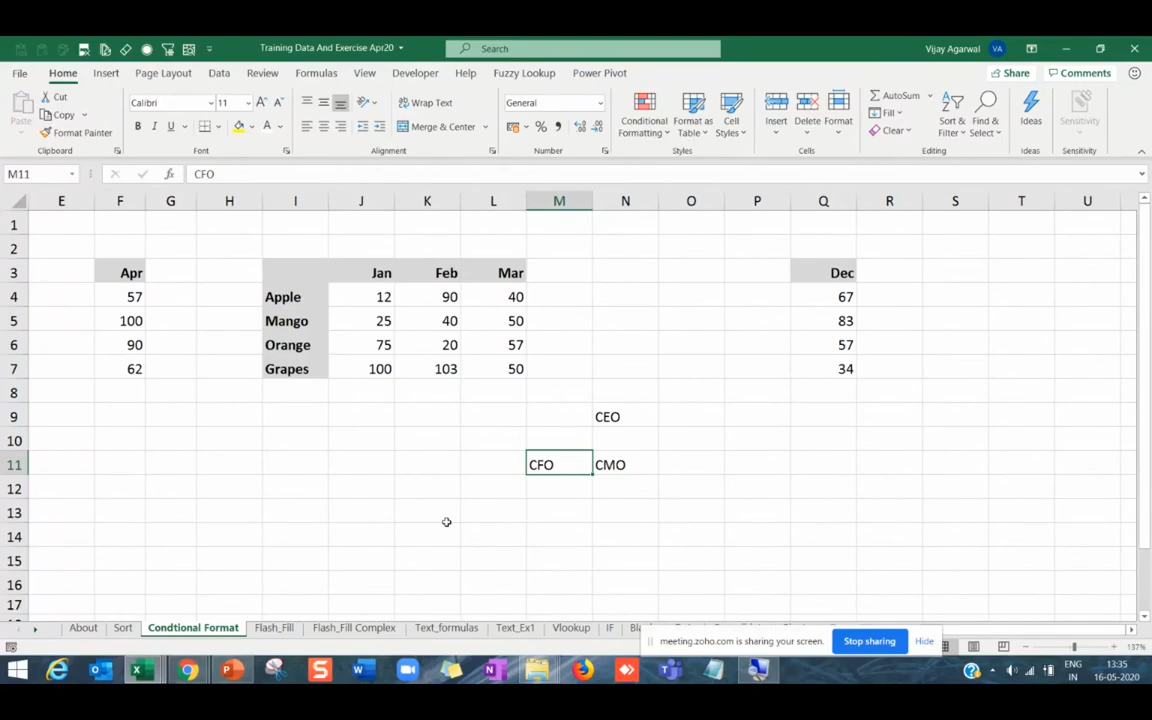 Training Data And Exercise Apr20
Search
Vijay Agarwal
VA
File Home Insert Page Layout Data Review Formulas View Developer Help Fuzzy Lookup Power Pivot
Share
Comments
Paste
Cut
Copy
Format Painter
Clipboard
Calibri
11
B I U
Font
Wrap Text
Merge & Center
Alignment
General
Number
Conditional Formatting
Format as Table
Cell Styles
Styles
Insert
Delete
Format
Cells
AutoSum
Fill
Clear
Sort & Filter
Find & Select
Editing
Ideas
Ideas
Sensitivity
Sensitivity
M11
fx
CFO
E F G H I J K L M N O P Q R S T U
1
2
3 Apr Jan Feb Mar Dec
4 57 Apple 12 90 40 67
5 100 Mango 25 40 50 83
6 90 Orange 75 20 57 57
7 62 Grapes 100 103 50 34
8
9 CEO
10
11 CFO CMO
12
13
14
15
16
17
About Sort Condtional Format Flash_Fill Flash_Fill Complex Text_formulas Text_Ex1 Vlookup IF
meeting.zoho.com is sharing your screen.
Stop sharing
Hide
137%
ENG
IN
13:35
16-05-2020